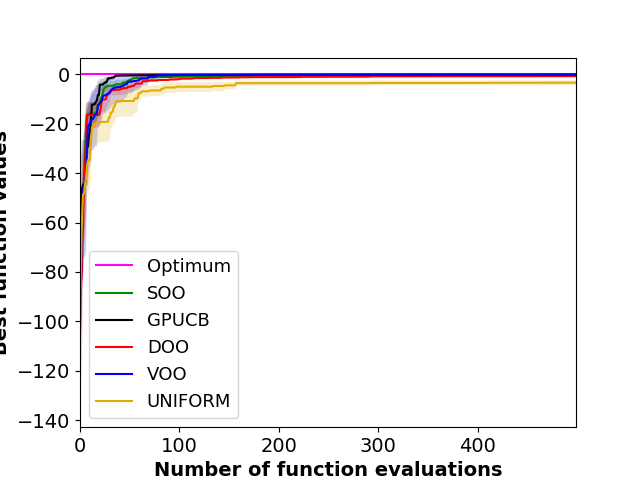 0
−20
−40
−60
−80
−100
−120
−140
Best function values
Optimum
SOO
GPUCB
DOO
VOO
UNIFORM
0 100 200 300 400
Number of function evaluations